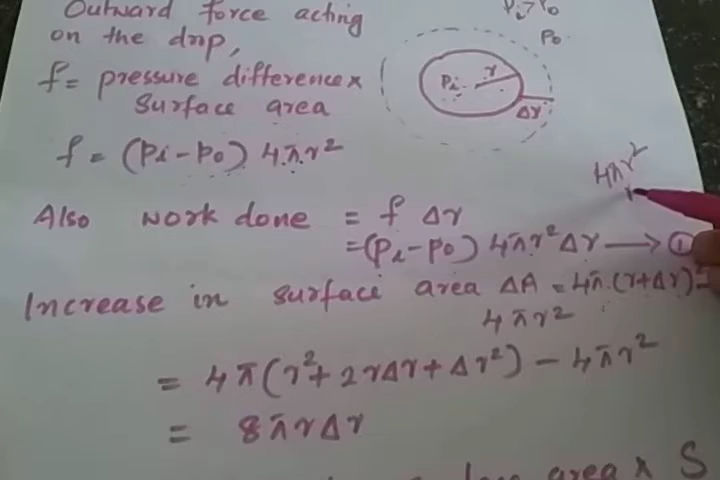 Outward force acting
on the drop,
f = pressure difference x
surface area
f = (Pi - Po) 4πr²
Pi > Po
Po
Pi
r
Δr
4πr²
r
Also work done = f Δr
= (Pi - Po) 4πr² Δr → ①
Increase in surface area ΔA = 4π (r+Δr)² -
4πr²
= 4π (r² + 2rΔr + Δr²) - 4πr²
= 8πrΔr
area x S